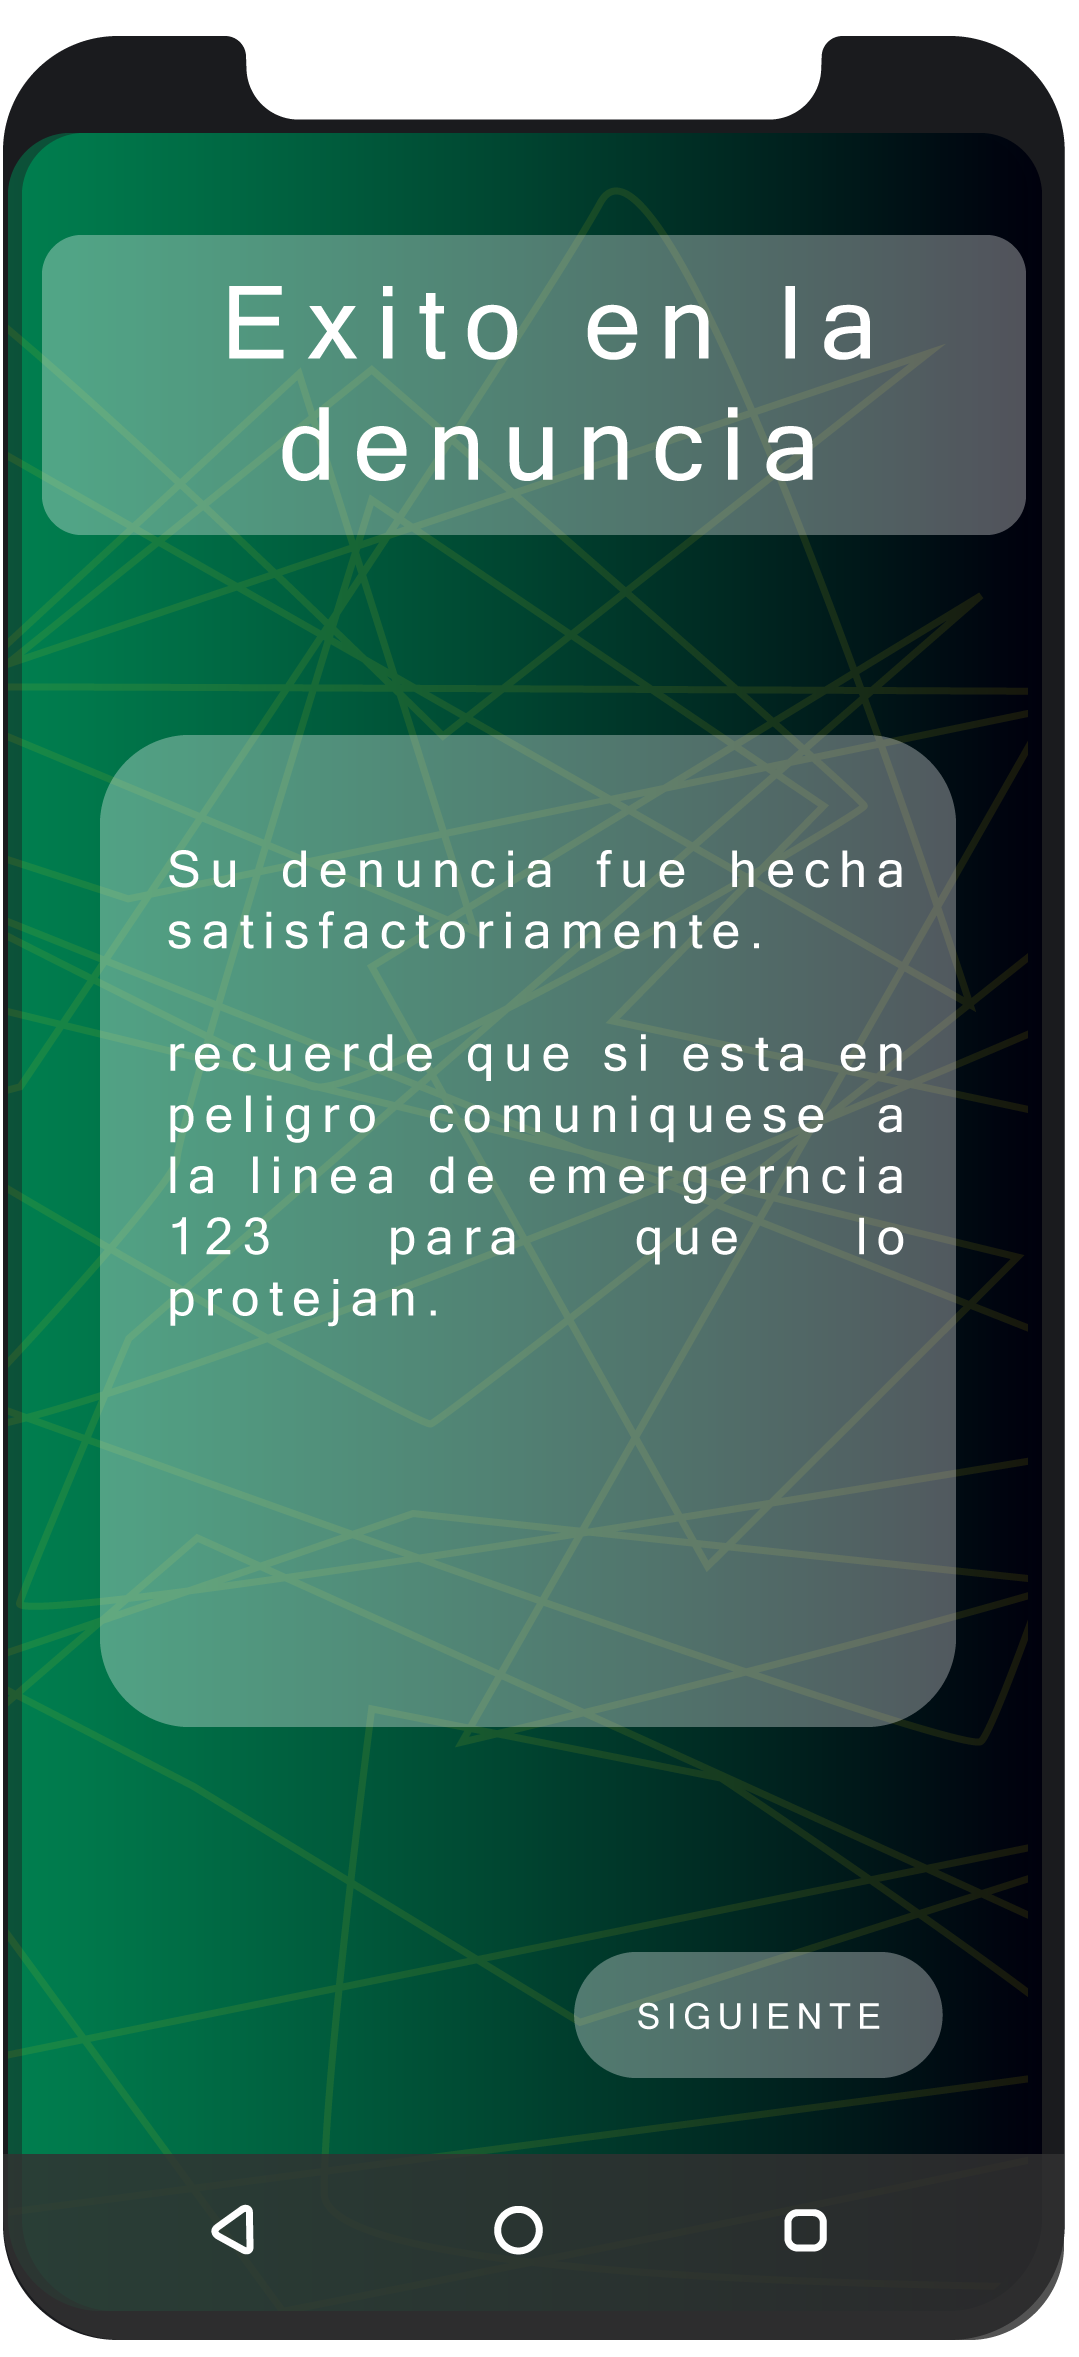 Exito en la
denuncia
Su denuncia fue hecha
satisfactoriamente.
recuerde que si esta en
peligro comuniquese a
la linea de emergerncia
123 para que lo
protejan.
SIGUIENTE